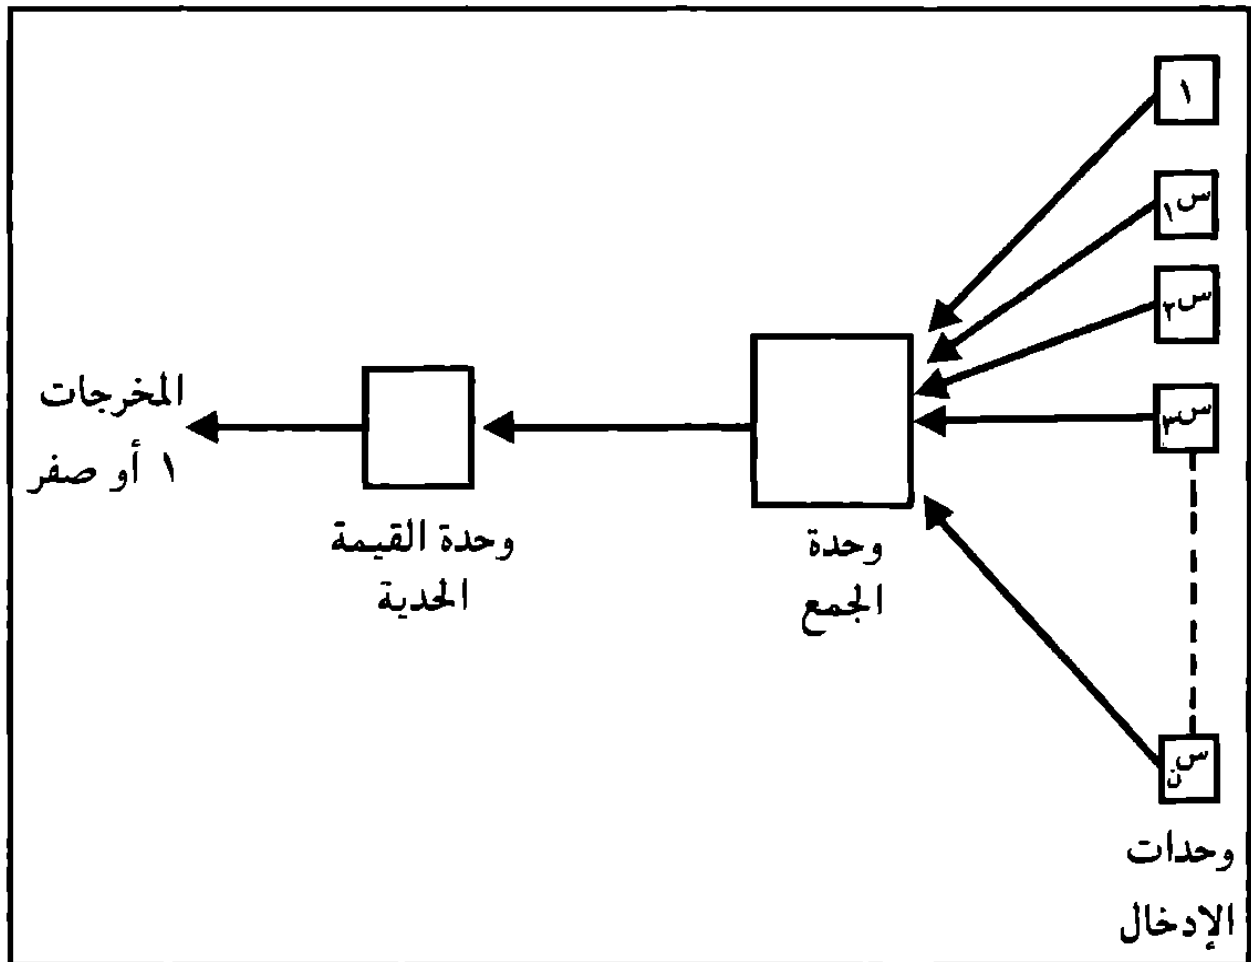 ١
س١
س٢
س٣
سن
وحدات
الإدخال
وحدة
الجمع
وحدة القيمة
الحدية
المخرجات
١ أو صفر